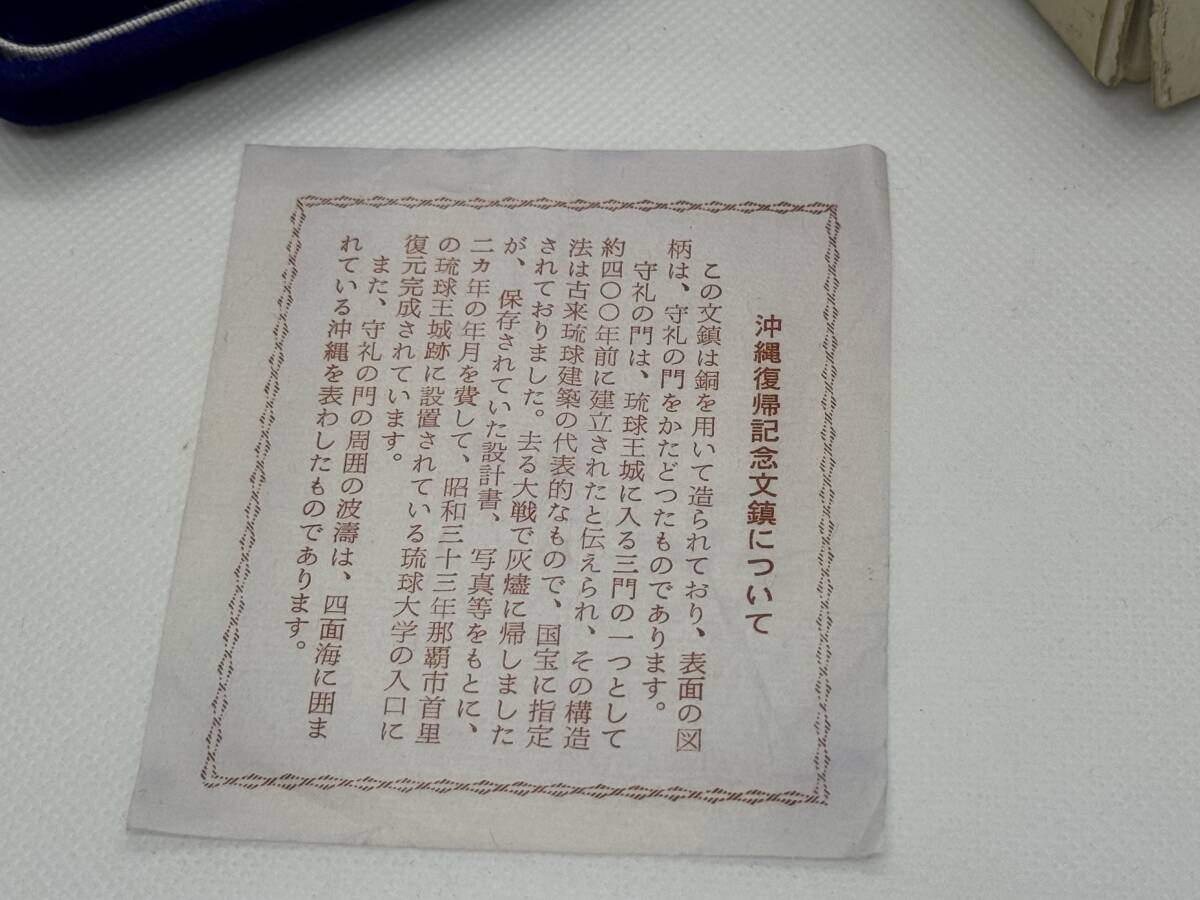 沖縄復帰記念文鎮について
この文鎮は銅を用いて造られており、表面の図
柄は、守礼の門をかたどつたものであります。
守礼の門は、琉球王城に入る三門の一つとして
約四〇〇年前に建立されたと伝えられ、その構造
法は古来琉球建築の代表的なもので、国宝に指定
されておりました。去る大戦で灰燼に帰しました
が、保存されていた設計書、写真等をもとに、
二ヵ年の年月を費して、昭和三十三年那覇市首里
の琉球王城跡に設置されている琉球大学の入口に
復元完成されています。
また、守礼の門の周囲の波濤は、四面海に囲ま
れている沖縄を表わしたものであります。